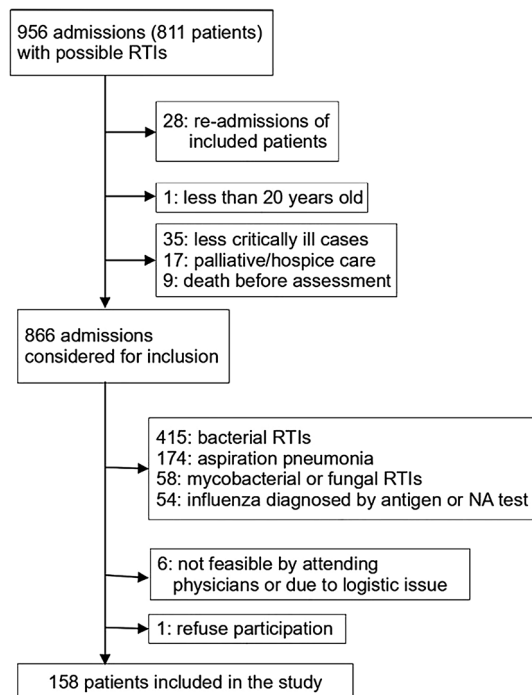 956 admissions (811 patients)
with possible RTIs
28: re-admissions of
included patients
1: less than 20 years old
35: less critically ill cases
17: palliative/hospice care
9: death before assessment
866 admissions
considered for inclusion
415: bacterial RTIs
174: aspiration pneumonia
58: mycobacterial or fungal RTIs
54: influenza diagnosed by antigen or NA test
6: not feasible by attending
physicians or due to logistic issue
1: refuse participation
158 patients included in the study